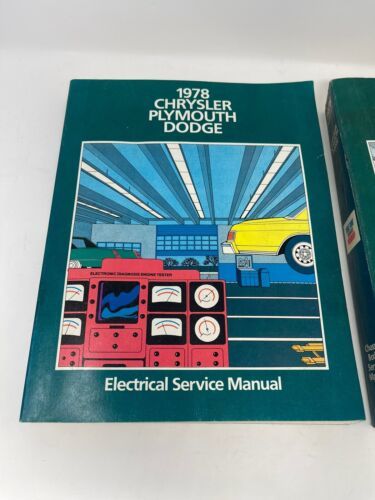 1978
CHRYSLER
PLYMOUTH
DODGE
ELECTRONIC DIAGNOSIS ENGINE TESTER
Electrical Service Manual